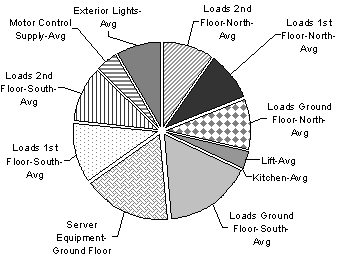 Exterior Lights-
Avg
Loads 2nd
Floor-North-
Avg
Loads 1st
Floor-North-
Avg
Loads Ground
Floor-North-
Avg
Lift-Avg
Kitchen-Avg
Loads Ground
Floor-South-
Avg
Server
Equipment-
Ground Floor
Loads 1st
Floor-South-
Avg
Loads 2nd
Floor-South-
Avg
Motor Control
Supply-Avg